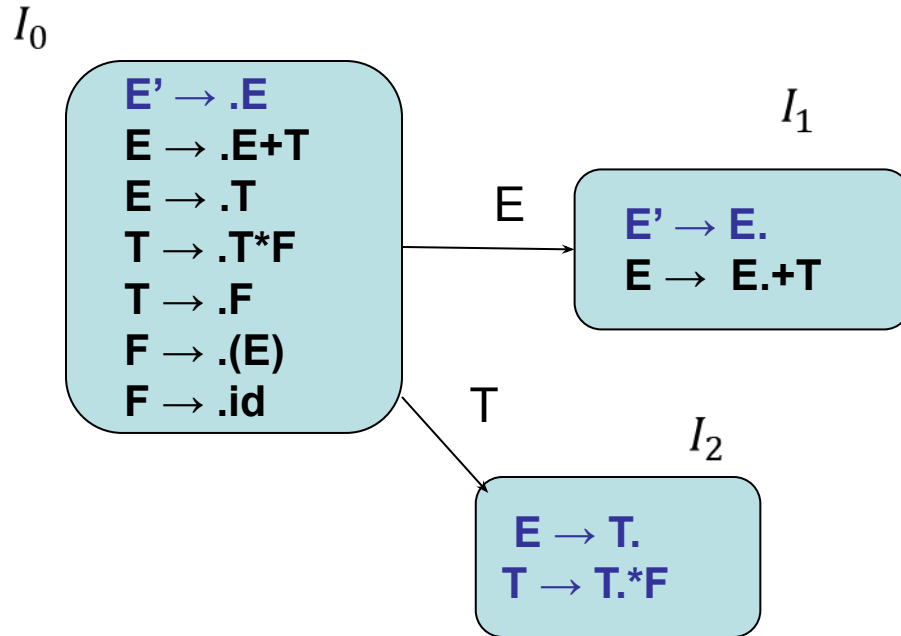 I₀
E’ → .E
E → .E+T
E → .T
T → .T*F
T → .F
F → .(E)
F → .id
E
I₁
E’ → E.
E → E.+T
T
I₂
E → T.
T → T.*F